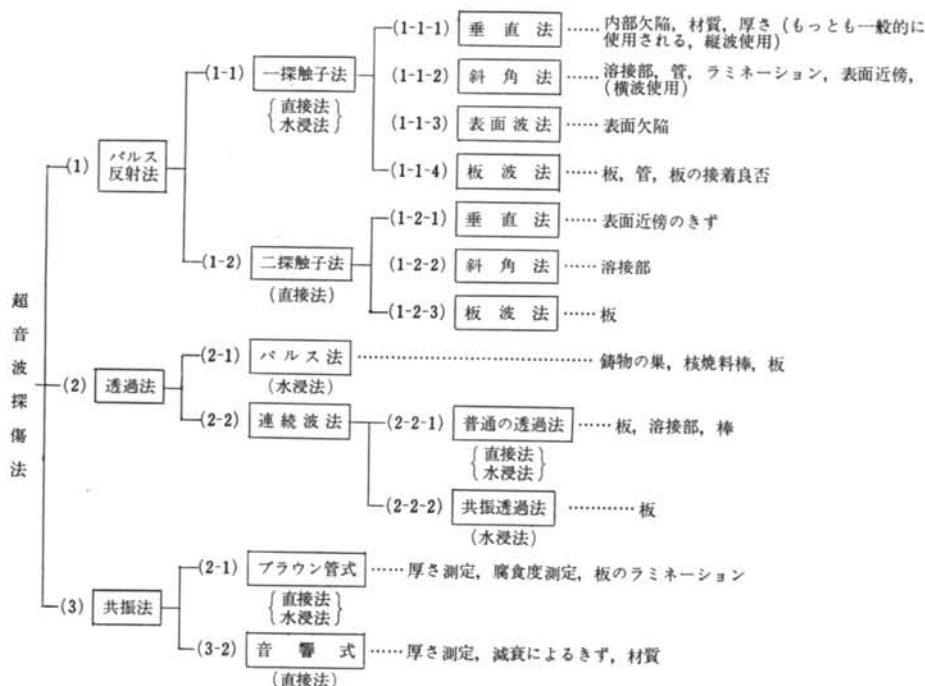 超音波探傷法
(1) パルス反射法
(1-1) 一探触子法
{直接法
水浸法}
(1-1-1) 垂直法 ……内部欠陥，材質，厚さ（もっとも一般的に
使用される，縦波使用）
(1-1-2) 斜角法 ……溶接部，管，ラミネーション，表面近傍，
(横波使用)
(1-1-3) 表面波法 ……表面欠陥
(1-1-4) 板波法 ……板，管，板の接着良否
(1-2) 二探触子法
(直接法)
(1-2-1) 垂直法 ……表面近傍のきず
(1-2-2) 斜角法 ……溶接部
(1-2-3) 板波法 ……板
(2) 透過法
(2-1) パルス法 ……………………………鋳物の巣，核焼料棒，板
(水浸法)
(2-2) 連続波法
(2-2-1) 普通の透過法 ……板，溶接部，棒
{直接法
水浸法}
(2-2-2) 共振透過法 …………板
(水浸法)
(3) 共振法
(2-1) ブラウン管式 ……厚さ測定，腐食度測定，板のラミネーション
{直接法
水浸法}
(3-2) 音響式 ……厚さ測定，減衰によるきず，材質
(直接法)